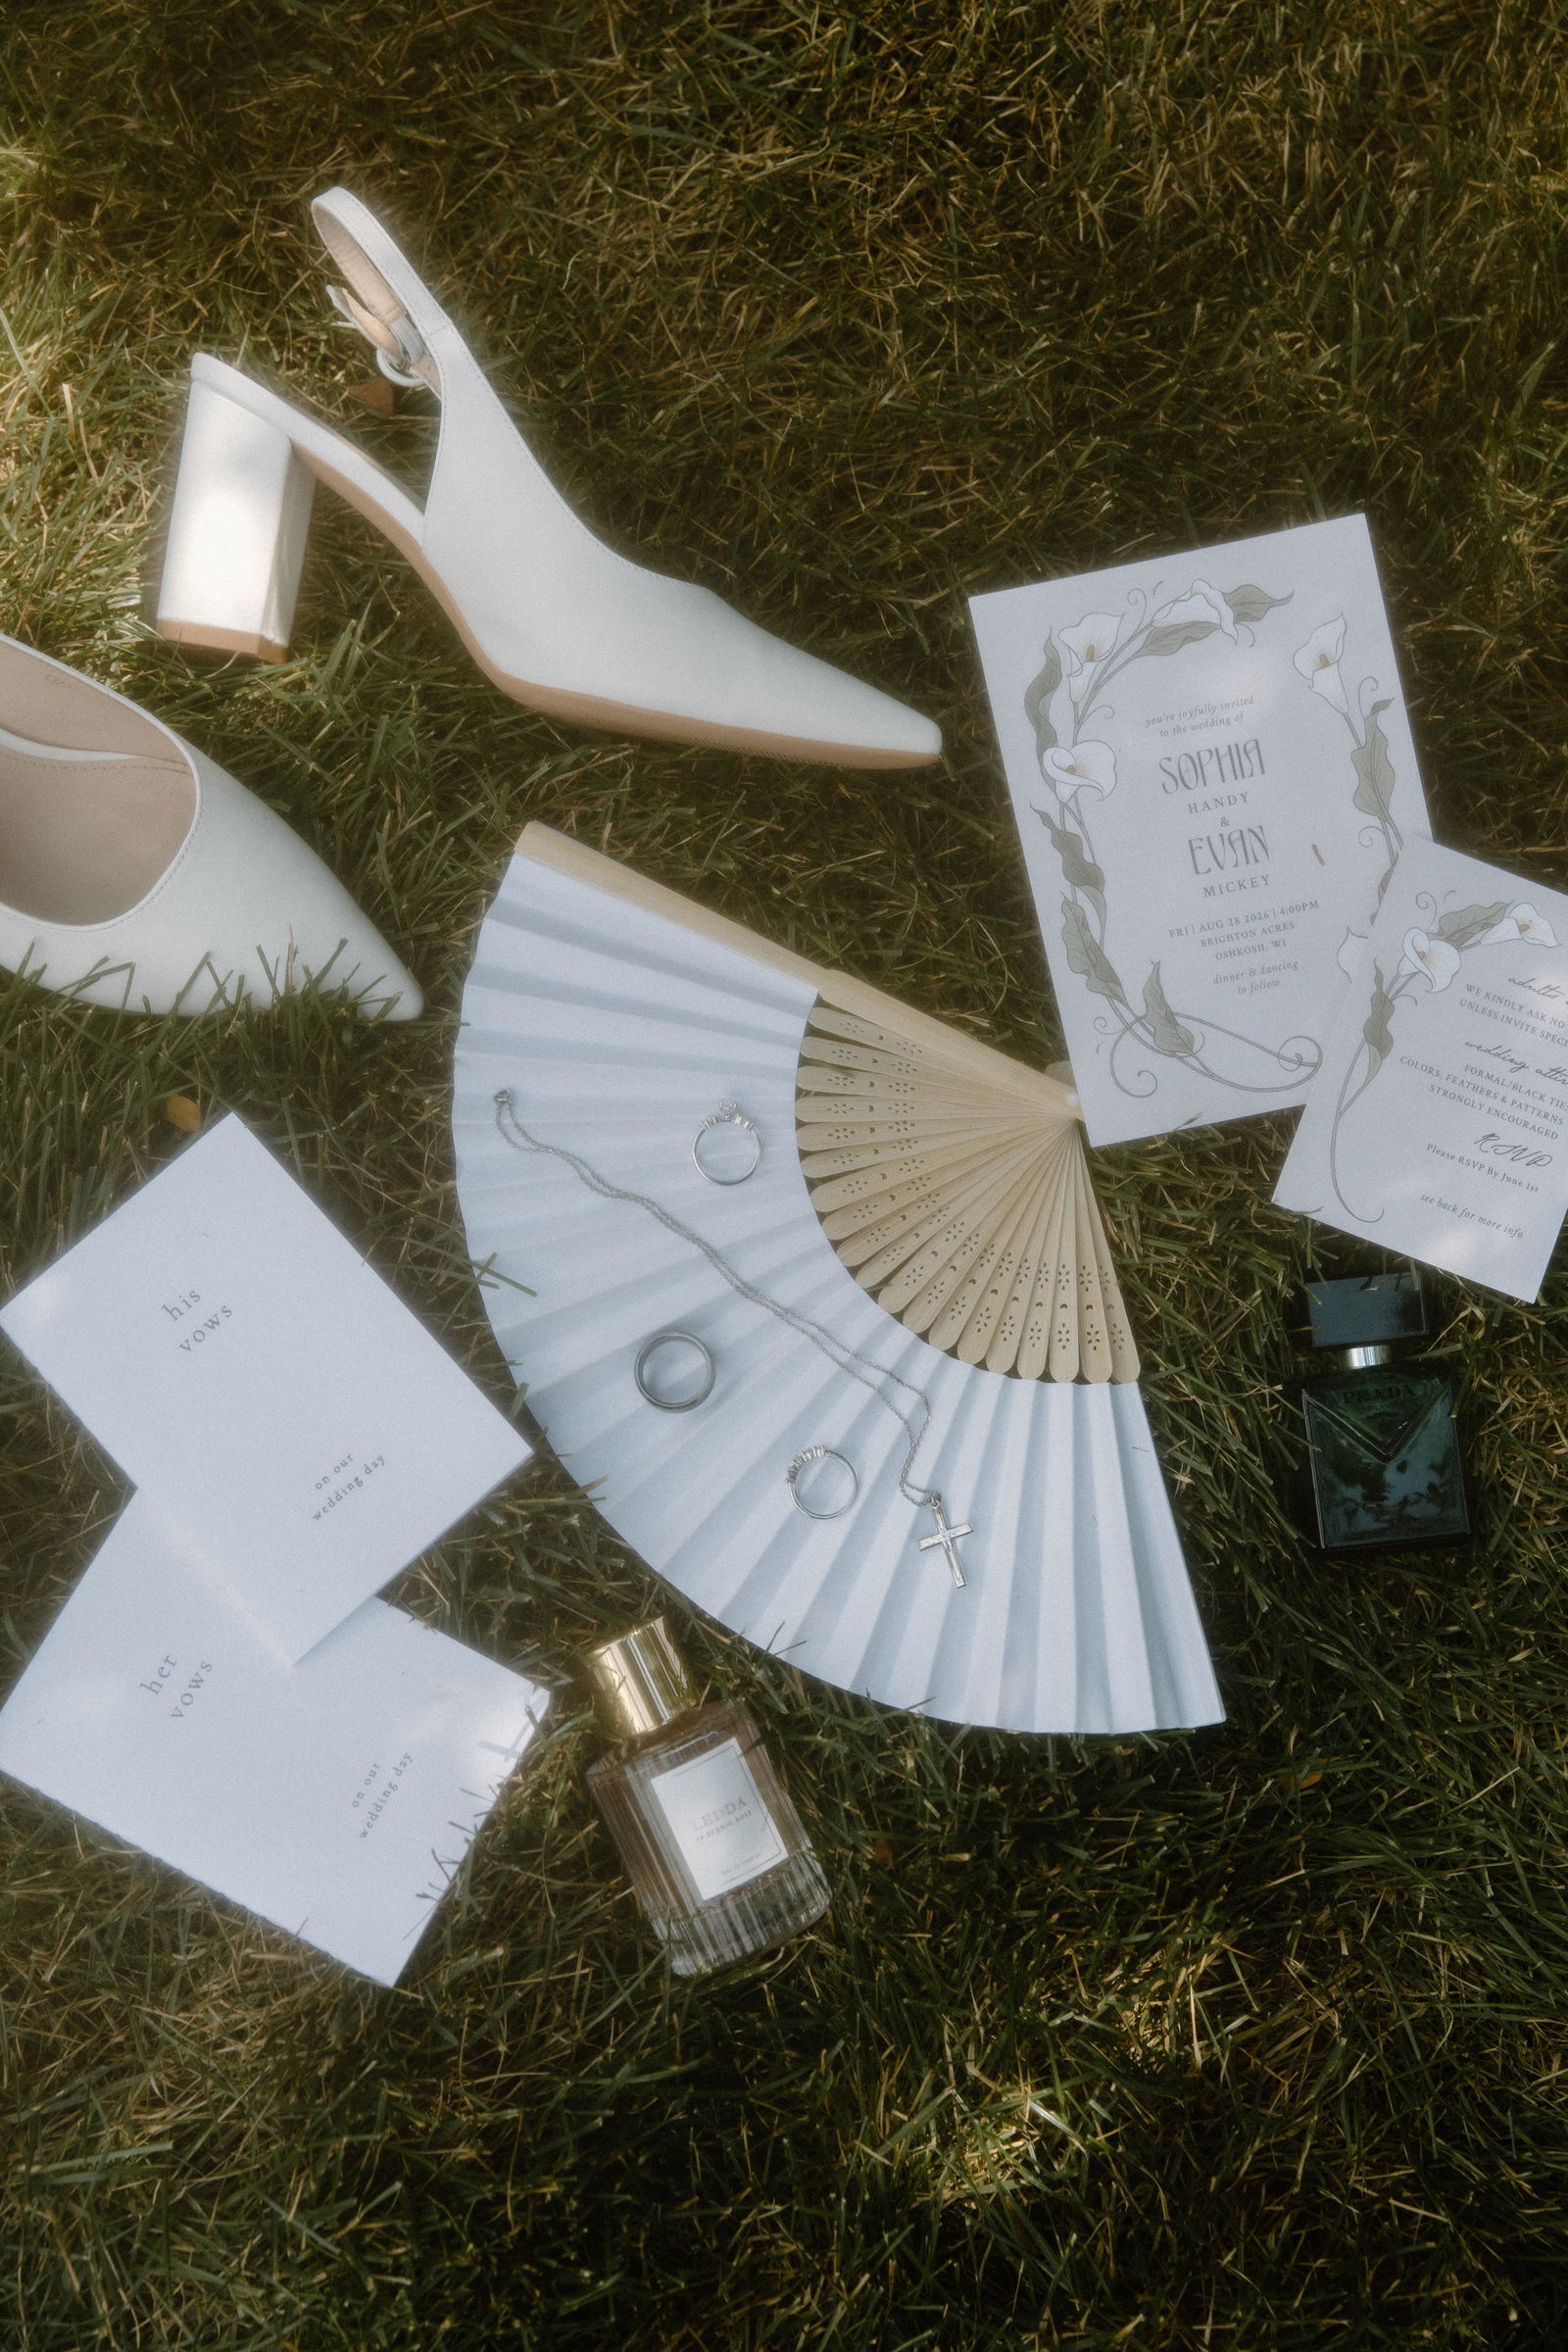 you're joyfully invited
to the wedding of
SOPHIA
HANDY
&
EVAN
MICKEY
FRI | AUG 28 2026 | 4:00PM
BRIGHTON ACRES
OSHKOSH, WI
dinner & dancing
to follow
adults
WE KINDLY ASK NO
UNLESS INVITE SPECI
wedding atti
FORMAL/BLACK TIE
COLORS, FEATHERS & PATTERNS
STRONGLY ENCOURAGED
RSVP
Please RSVP By June 1st
see back for more info
his
vows
on our
wedding day
her
vows
on our
wedding day
PRADA
LEDDA